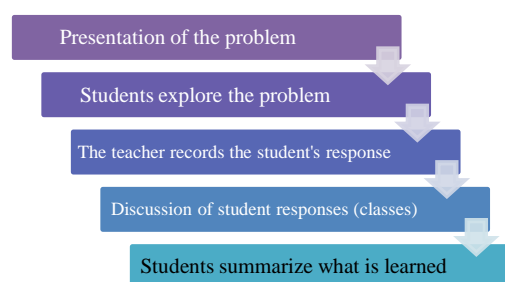 Presentation of the problem
Students explore the problem
The teacher records the student's response
Discussion of student responses (classes)
Students summarize what is learned